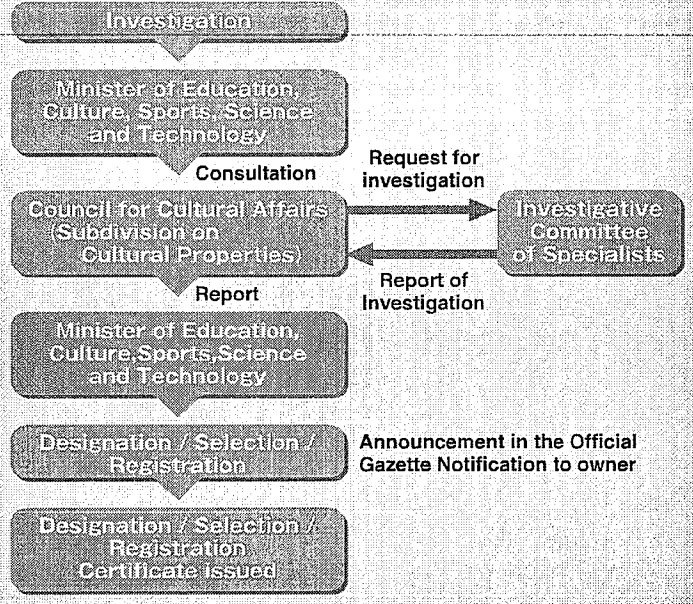 Investigation
Minister of Education,
Culture, Sports, Science
and Technology
Consultation
Request for
investigation
Council for Cultural Affairs
(Subdivision on
Cultural Properties)
Investigative
Committee
of Specialists
Report
Report of
Investigation
Minister of Education,
Culture,Sports,Science
and Technology
Designation / Selection /
Registration
Announcement in the Official
Gazette Notification to owner
Designation / Selection /
Registration
Certificate issued